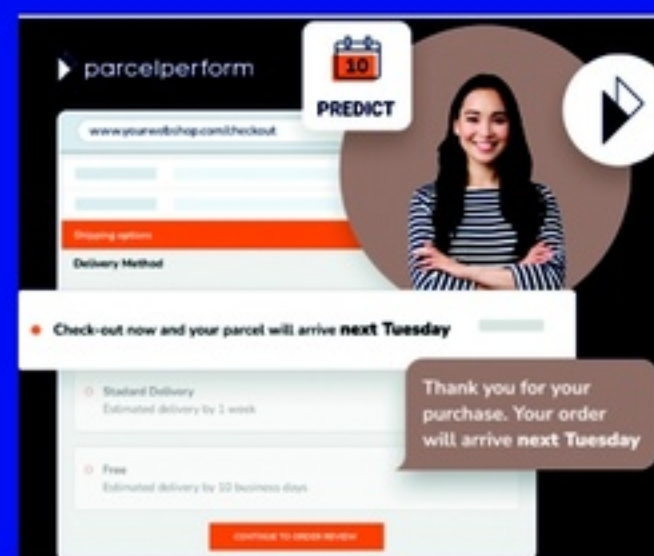 parcelperform
10
PREDICT
www.yourwebshop.com/checkout
Shipping options
Delivery Method
Check-out now and your parcel will arrive next Tuesday
Stadard Delivery
Estimated delivery by 1 week
Thank you for your
purchase. Your order
will arrive next Tuesday
Free
Estimated delivery by 10 business days
CONTINUE TO ORDER REVIEW